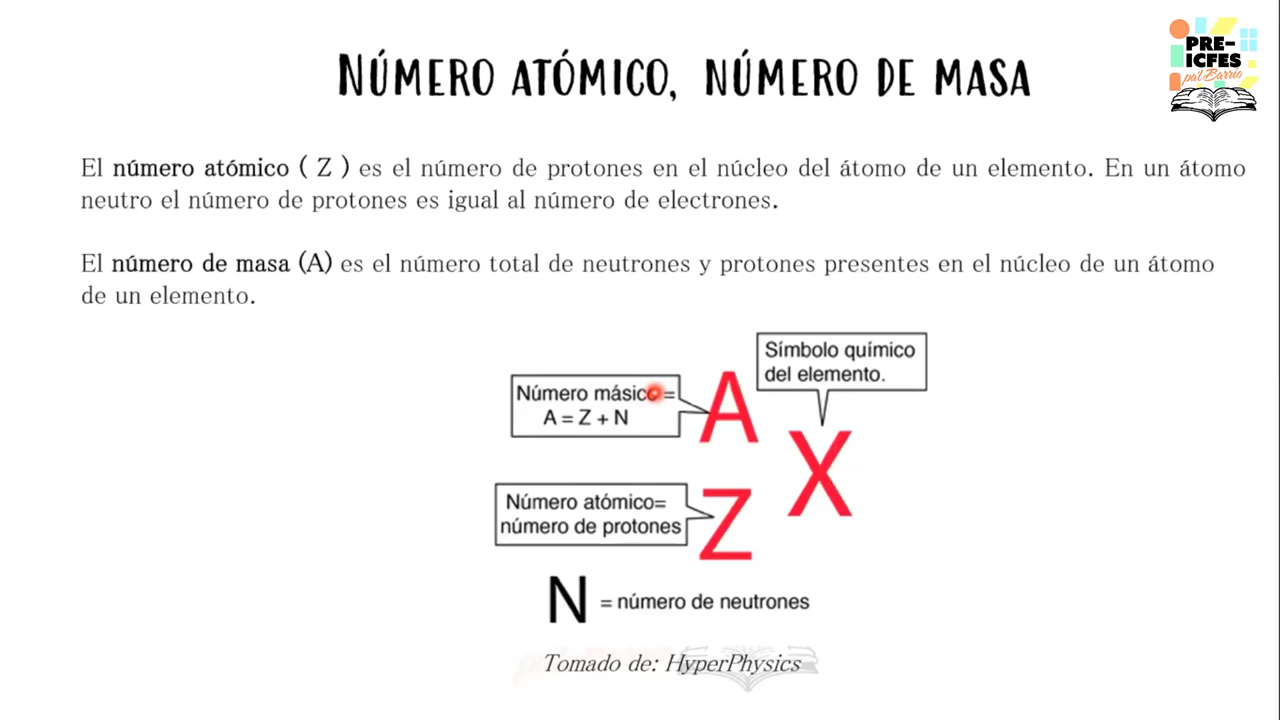 PRE-
ICFES
pal Barrio
NÚMERO ATÓMICO, NÚMERO DE MASA
El número atómico ( Z ) es el número de protones en el núcleo del átomo de un elemento. En un átomo
neutro el número de protones es igual al número de electrones.
El número de masa (A) es el número total de neutrones y protones presentes en el núcleo de un átomo
de un elemento.
Símbolo químico
del elemento.
Número másico=
A = Z + N
A
X
Número atómico=
número de protones
Z
N = número de neutrones
Tomado de: HyperPhysics